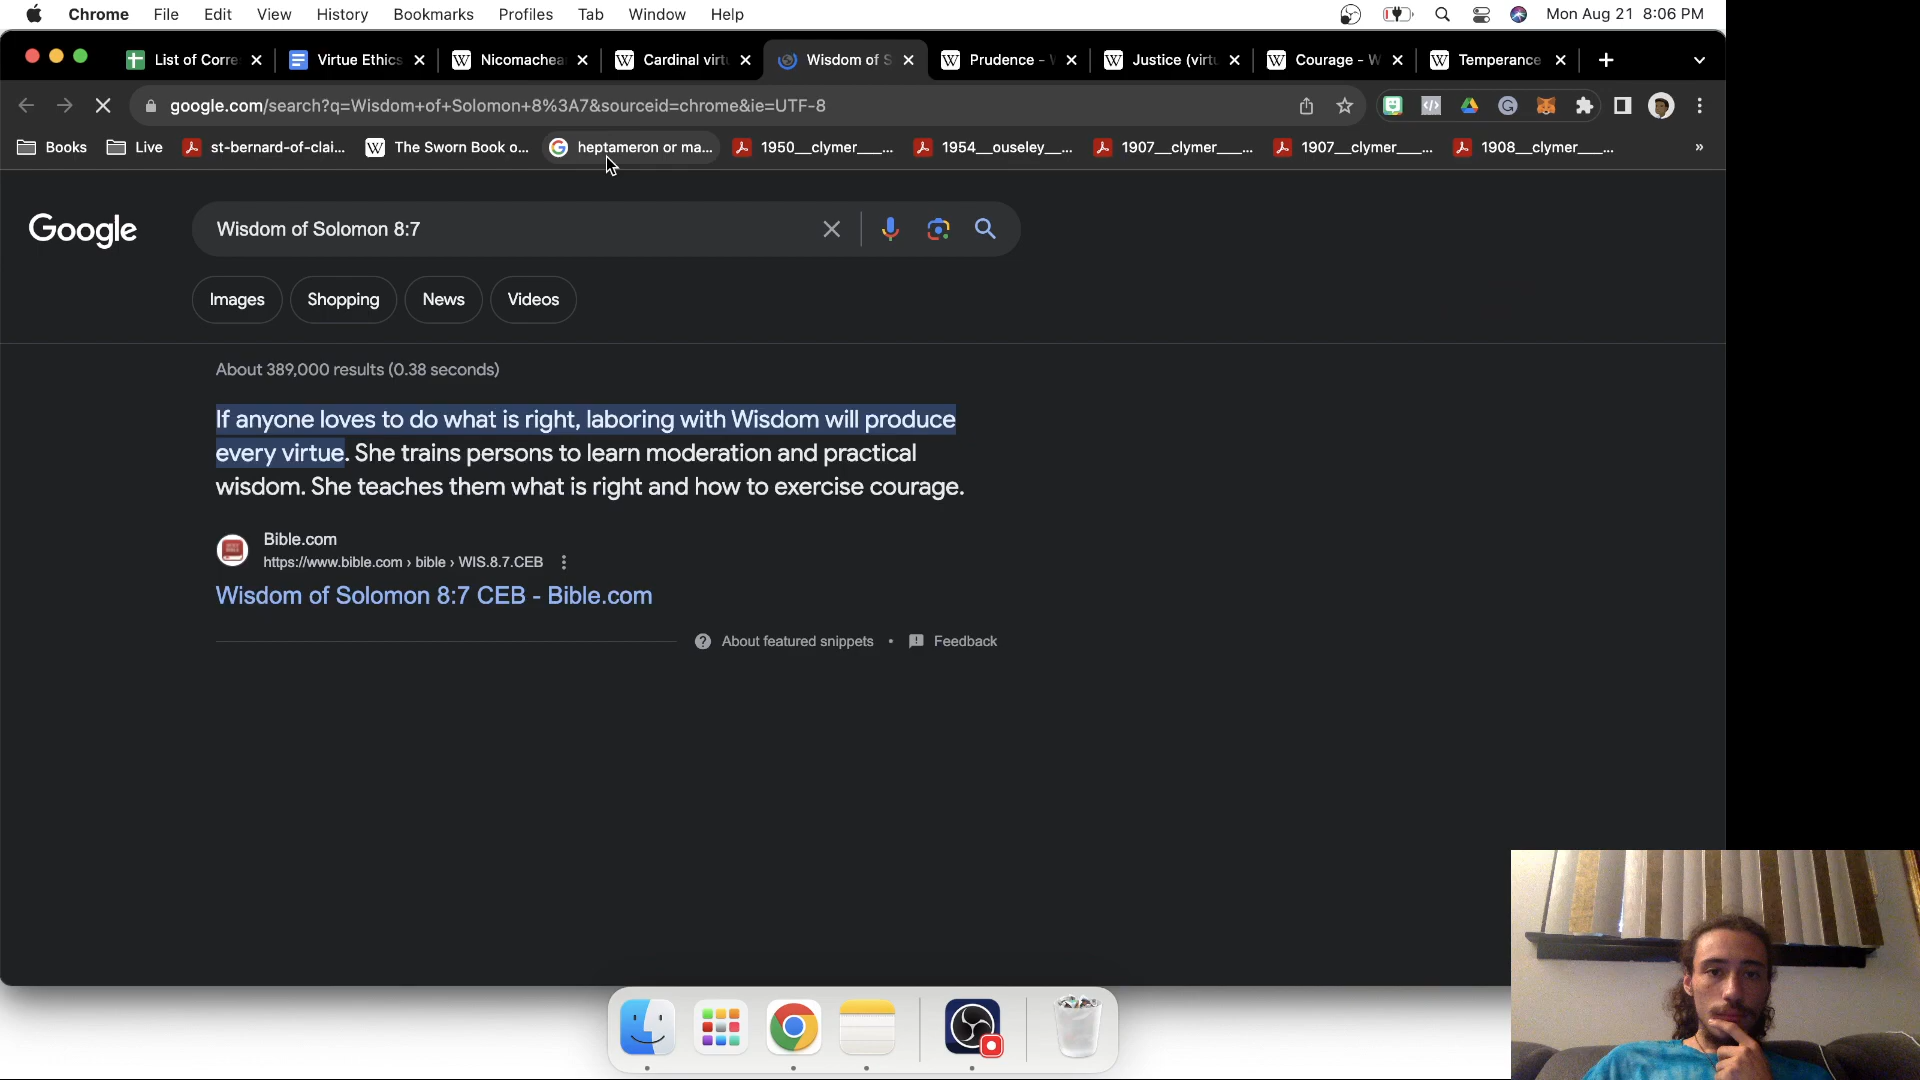 Chrome File Edit View History Bookmarks Profiles Tab Window Help Mon Aug 21 8:06 PM
List of Corre Virtue Ethics Nicomachea Cardinal virtu Wisdom of S Prudence - W Justice (virtu Courage - W Temperance
google.com/search?q=Wisdom+of+Solomon+8%3A7&sourceid=chrome&ie=UTF-8
Books Live st-bernard-of-clai... The Sworn Book o... heptameron or ma... 1950__clymer____... 1954__ouseley__... 1907__clymer____... 1907__clymer____... 1908__clymer____... »
Google Wisdom of Solomon 8:7
Images Shopping News Videos
About 389,000 results (0.38 seconds)
If anyone loves to do what is right, laboring with Wisdom will produce
every virtue. She trains persons to learn moderation and practical
wisdom. She teaches them what is right and how to exercise courage.
Bible.com
https://www.bible.com › bible › WIS.8.7.CEB
Wisdom of Solomon 8:7 CEB - Bible.com
About featured snippets • Feedback